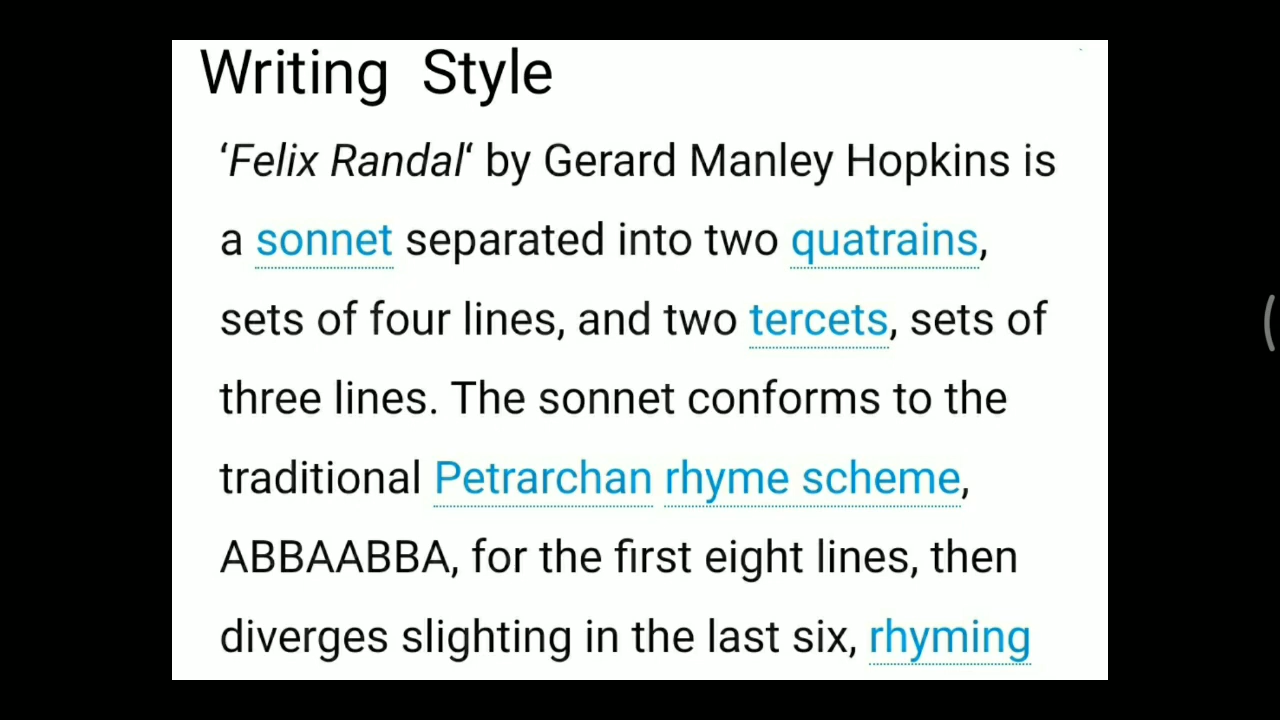 Writing Style
‘Felix Randal‘ by Gerard Manley Hopkins is
a sonnet separated into two quatrains,
sets of four lines, and two tercets, sets of
three lines. The sonnet conforms to the
traditional Petrarchan rhyme scheme,
ABBAABBA, for the first eight lines, then
diverges slighting in the last six, rhyming